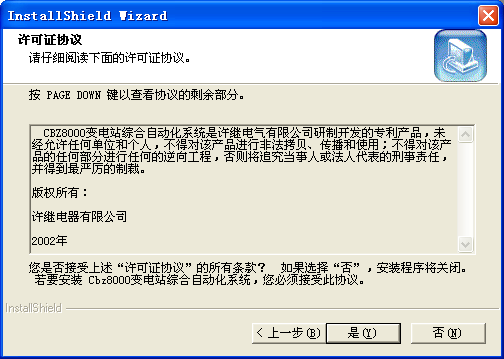 InstallShield Wizard
许可证协议
请仔细阅读下面的许可证协议。
按 PAGE DOWN 键以查看协议的剩余部分。
CBZ8000变电站综合自动化系统是许继电气有限公司研制开发的专利产品，未
经允许任何单位和个人，不得对该产品进行非法拷贝、传播和使用；不得对该产
品的任何部分进行任何的逆向工程，否则将追究当事人或法人代表的刑事责任，
并得到最严厉的制裁。
版权所有：
许继电器有限公司
2002年
您是否接受上述“许可证协议”的所有条款？ 如果选择“否”，安装程序将关闭。
若要安装 Cbz8000变电站综合自动化系统，您必须接受此协议。
InstallShield
< 上一步(B) 是(Y) 否(N)